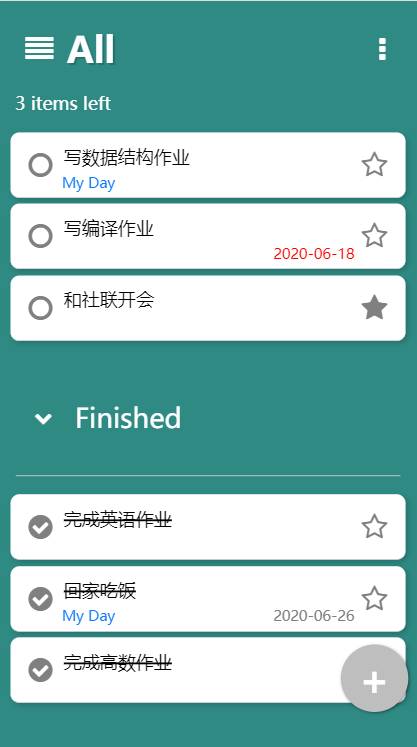 All
3 items left
写数据结构作业
My Day
写编译作业
2020-06-18
和社联开会
Finished
完成英语作业
回家吃饭
My Day 2020-06-26
完成高数作业